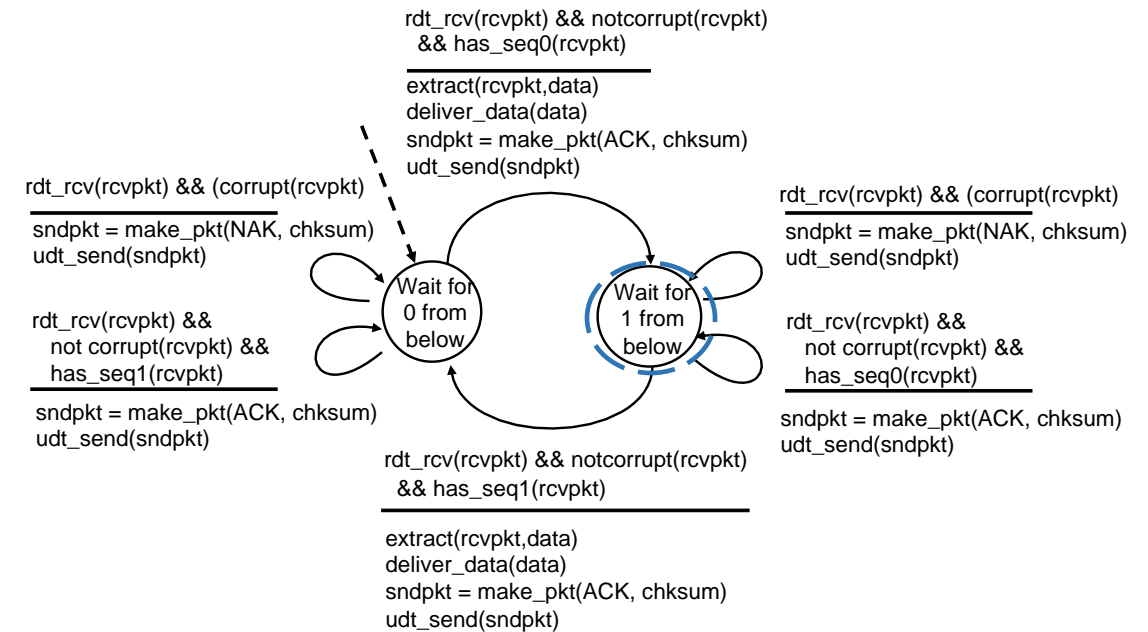 rdt_rcv(rcvpkt) && notcorrupt(rcvpkt)
&& has_seq0(rcvpkt)
extract(rcvpkt,data)
deliver_data(data)
sndpkt = make_pkt(ACK, chksum)
udt_send(sndpkt)
rdt_rcv(rcvpkt) && (corrupt(rcvpkt)
sndpkt = make_pkt(NAK, chksum)
udt_send(sndpkt)
rdt_rcv(rcvpkt) &&
not corrupt(rcvpkt) &&
has_seq1(rcvpkt)
sndpkt = make_pkt(ACK, chksum)
udt_send(sndpkt)
Wait for
0 from
below
Wait for
1 from
below
rdt_rcv(rcvpkt) && (corrupt(rcvpkt)
sndpkt = make_pkt(NAK, chksum)
udt_send(sndpkt)
rdt_rcv(rcvpkt) &&
not corrupt(rcvpkt) &&
has_seq0(rcvpkt)
sndpkt = make_pkt(ACK, chksum)
udt_send(sndpkt)
rdt_rcv(rcvpkt) && notcorrupt(rcvpkt)
&& has_seq1(rcvpkt)
extract(rcvpkt,data)
deliver_data(data)
sndpkt = make_pkt(ACK, chksum)
udt_send(sndpkt)